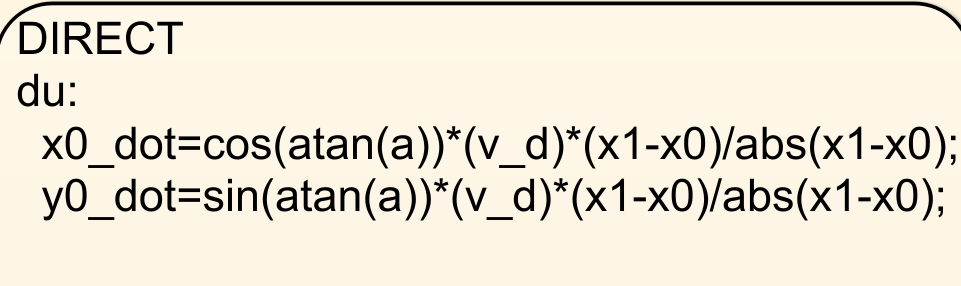 DIRECT
du:
x0_dot=cos(atan(a))*(v_d)*(x1-x0)/abs(x1-x0);
y0_dot=sin(atan(a))*(v_d)*(x1-x0)/abs(x1-x0);